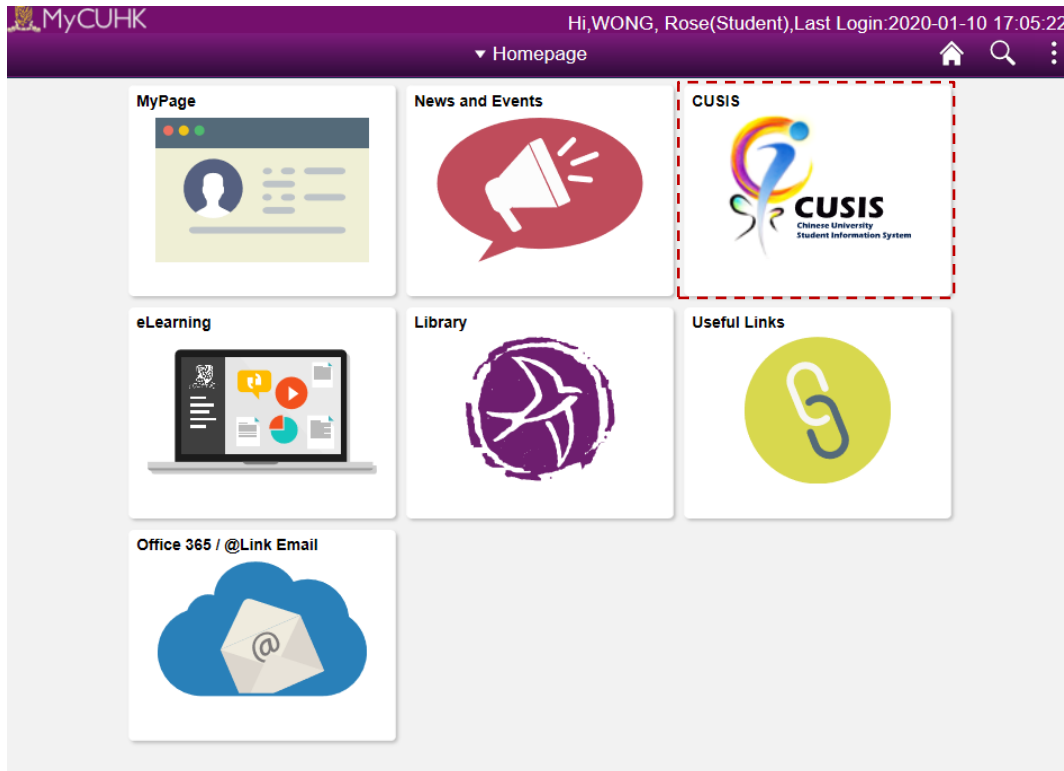 MyCUHK
Hi,WONG, Rose(Student),Last Login:2020-01-10 17:05:22
Homepage
MyPage
News and Events
CUSIS
CUSIS
Chinese University
Student Information System
eLearning
Library
Useful Links
Office 365 / @Link Email
@